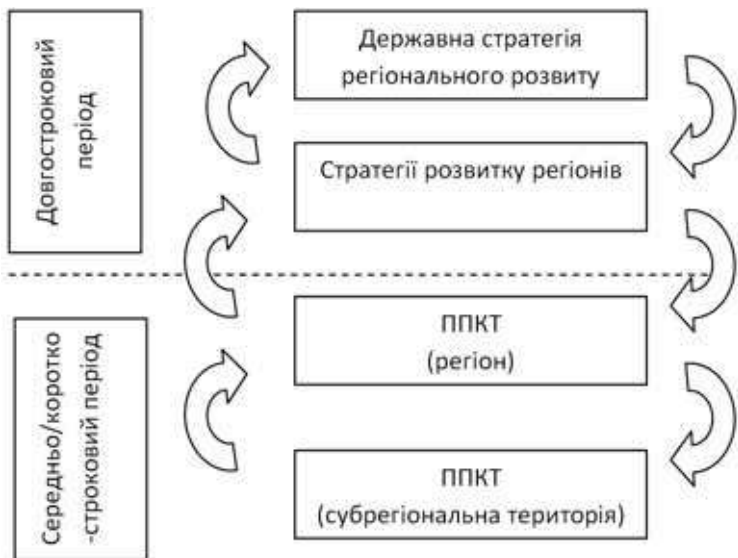 Довгостроковий
період
Державна стратегія
регіонального розвиту
Стратегії розвитку регіонів
Середньо/коротко
-строковий період
ППКТ
(регіон)
ППКТ
(субрегіональна територія)